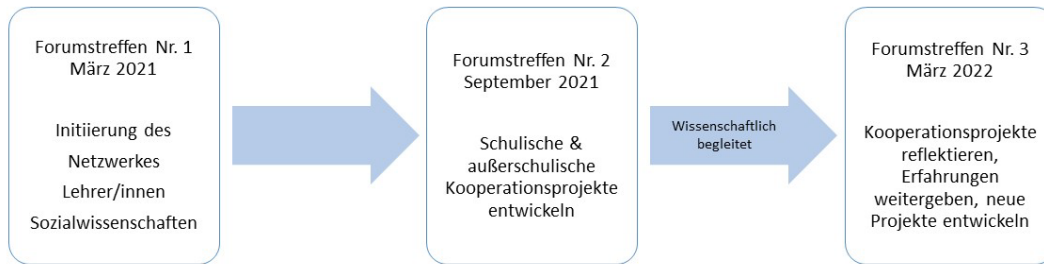 Forumstreffen Nr. 1
März 2021
Initiierung des
Netzwerkes
Lehrer/innen
Sozialwissenschaften
Forumstreffen Nr. 2
September 2021
Schulische &
außerschulische
Kooperationsprojekte
entwickeln
Wissenschaftlich
begleitet
Forumstreffen Nr. 3
März 2022
Kooperationsprojekte
reflektieren,
Erfahrungen
weitergeben, neue
Projekte entwickeln